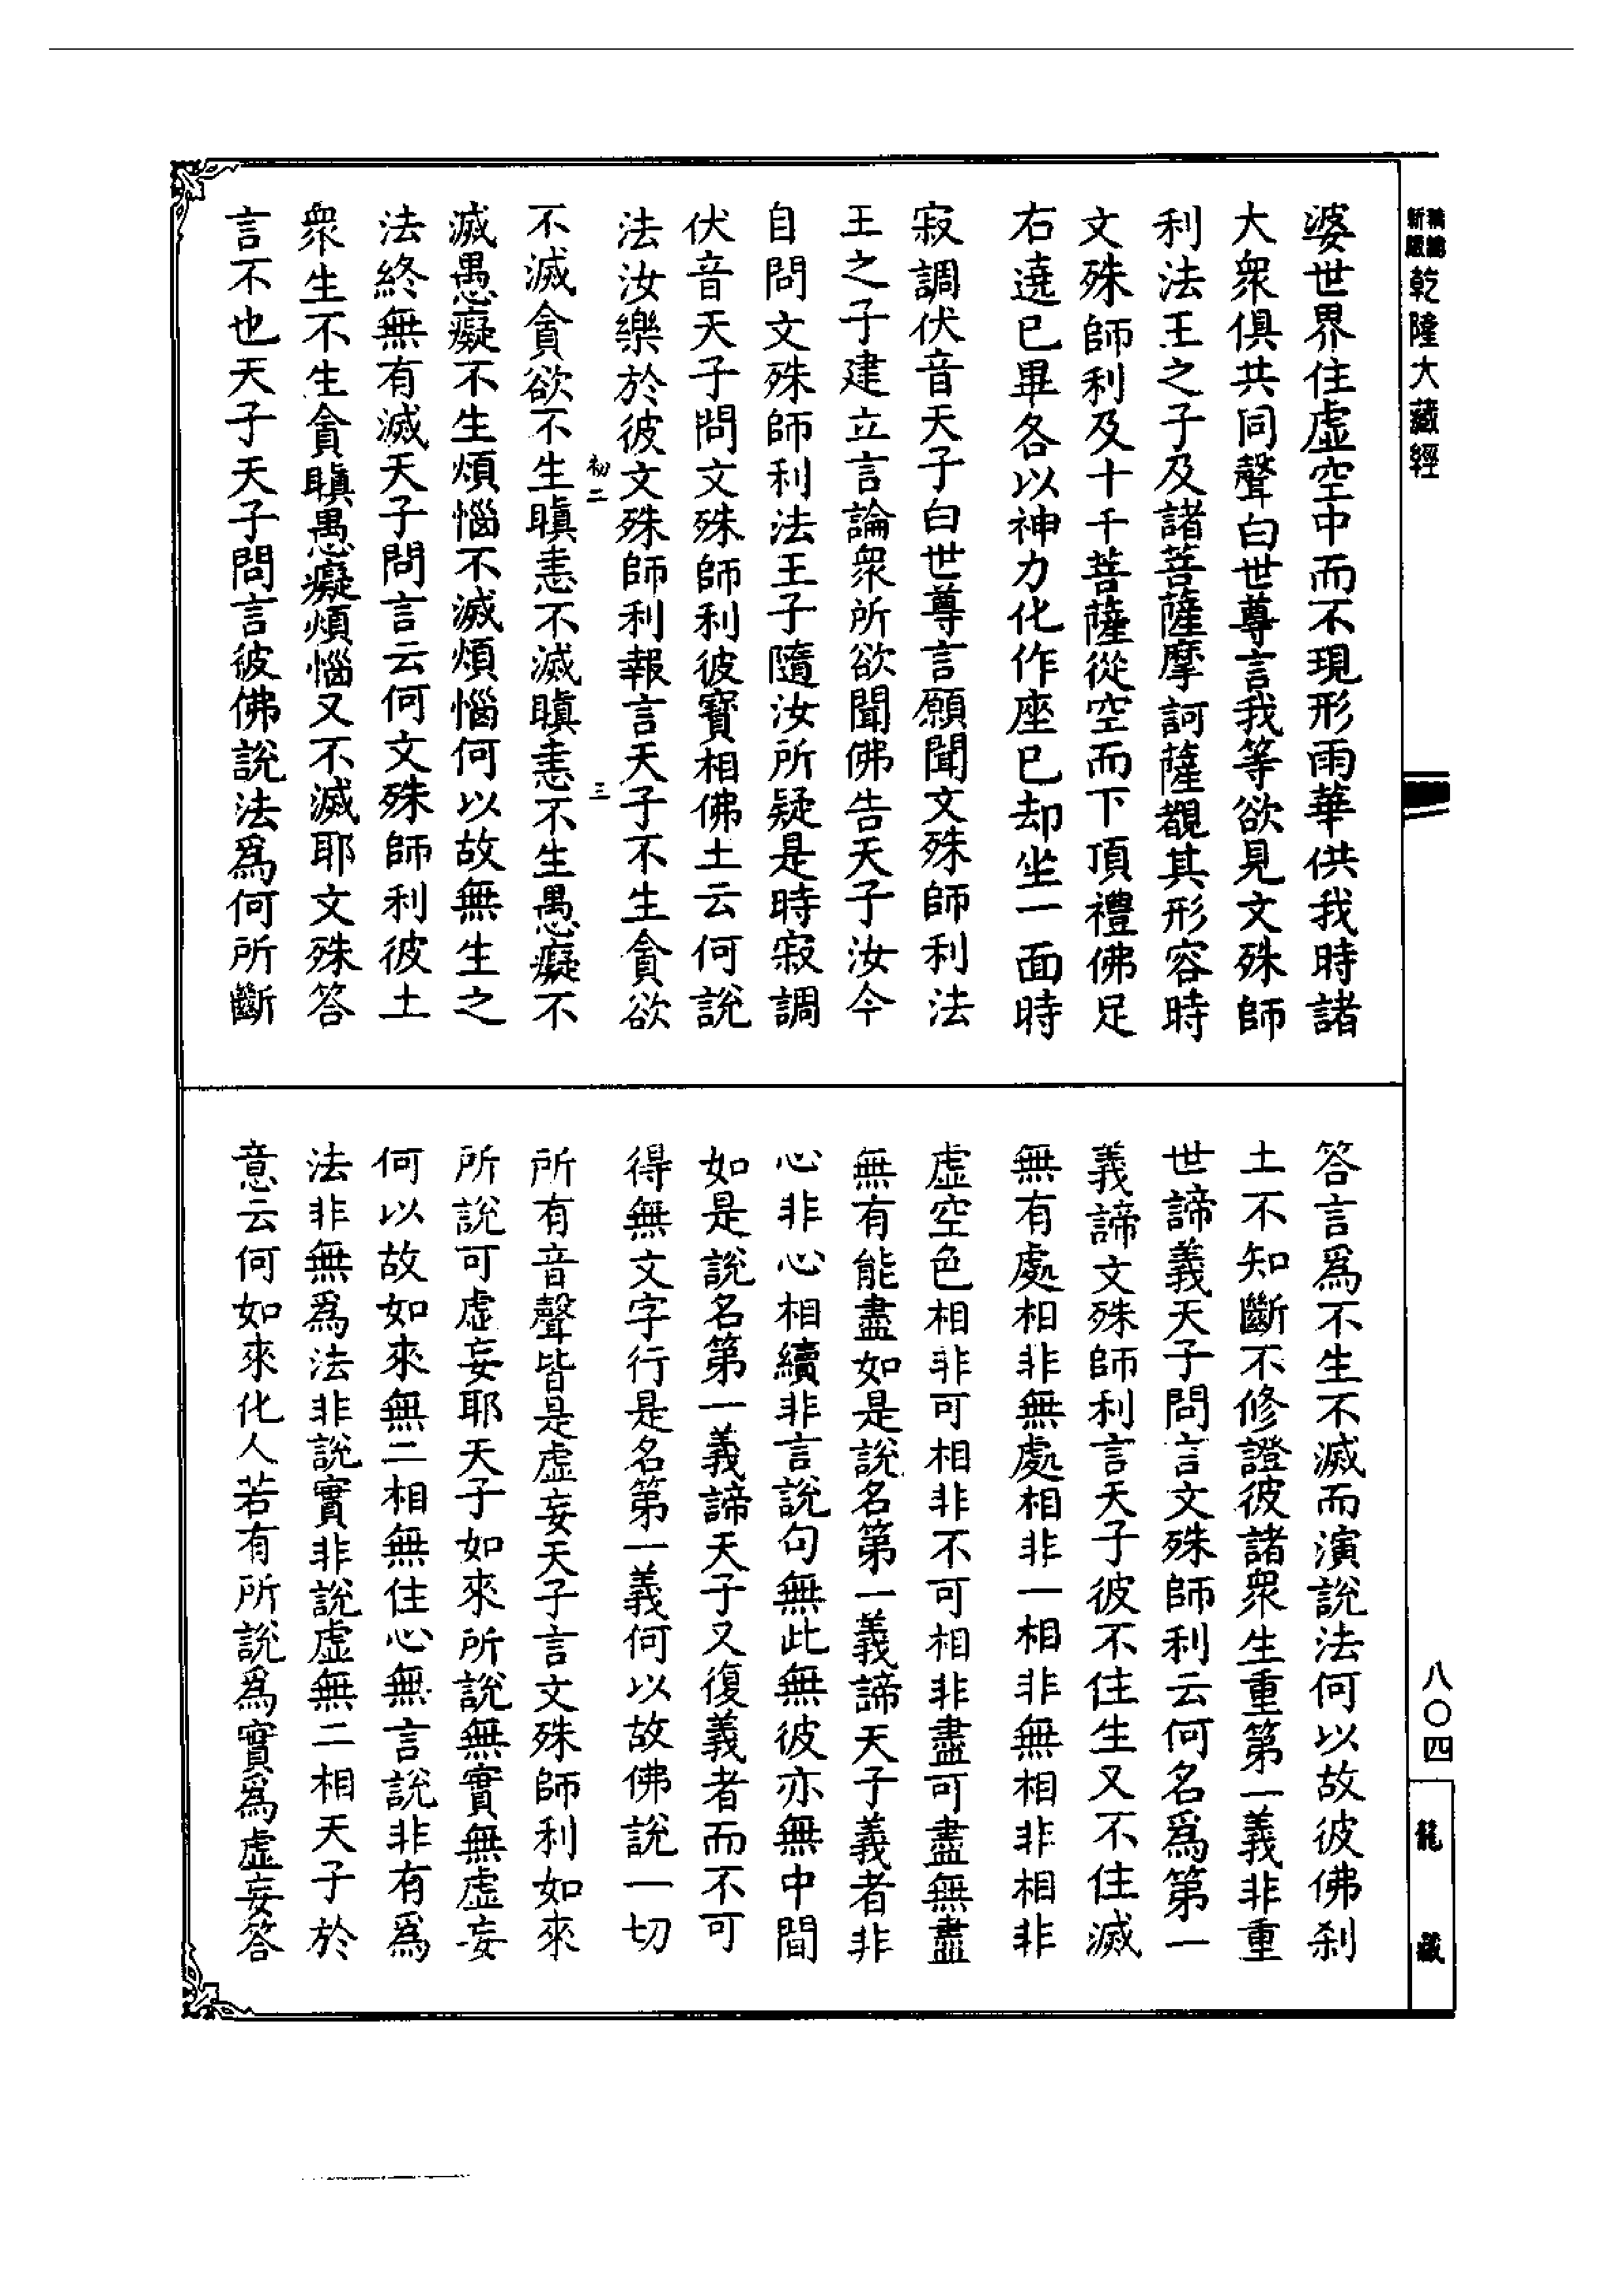 新編縮版乾隆大藏經
婆世界住虛空中而不現形雨華供我時諸
大衆俱共同聲白世尊言我等欲見文殊師
利法王之子及諸菩薩摩訶薩覩其形容時
文殊師利及十千菩薩從空而下頂禮佛足
右遶已畢各以神力化作座已却坐一面時
寂調伏音天子白世尊言願聞文殊師利法
王之子建立言論衆所欲聞佛告天子汝今
自問文殊師利法王子隨汝所疑是時寂調
伏音天子問文殊師利彼寶相佛土云何說
法汝樂於彼文殊師利報言天子不生貪欲
初二 三
不滅貪欲不生瞋恚不滅瞋恚不生愚癡不
滅愚癡不生煩惱不滅煩惱何以故無生之
法終無有滅天子問言云何文殊師利彼土
衆生不生貪瞋愚癡煩惱又不滅耶文殊答
言不也天子天子問言彼佛說法爲何所斷
答言爲不生不滅而演說法何以故彼佛刹
土不知斷不修證彼諸衆生重第一義非重
世諦義天子問言文殊師利云何名爲第一
義諦文殊師利言天子彼不住生又不住滅
無有處相非無處相非一相非無相非相非
虛空色相非可相非不可相非盡可盡無盡
無有能盡如是說名第一義諦天子義者非
心非心相續非言說句無此無彼亦無中間
如是說名第一義諦天子又復義者而不可
得無文字行是名第一義何以故佛說一切
所有音聲皆是虛妄天子言文殊師利如來
所說可虛妄耶天子如來所說無實無虛妄
何以故如來無二相無住心無言說非有爲
法非無爲法非說實非說虛無二相天子於
意云何如來化人若有所說爲實爲虛妄答
八〇四
龍藏